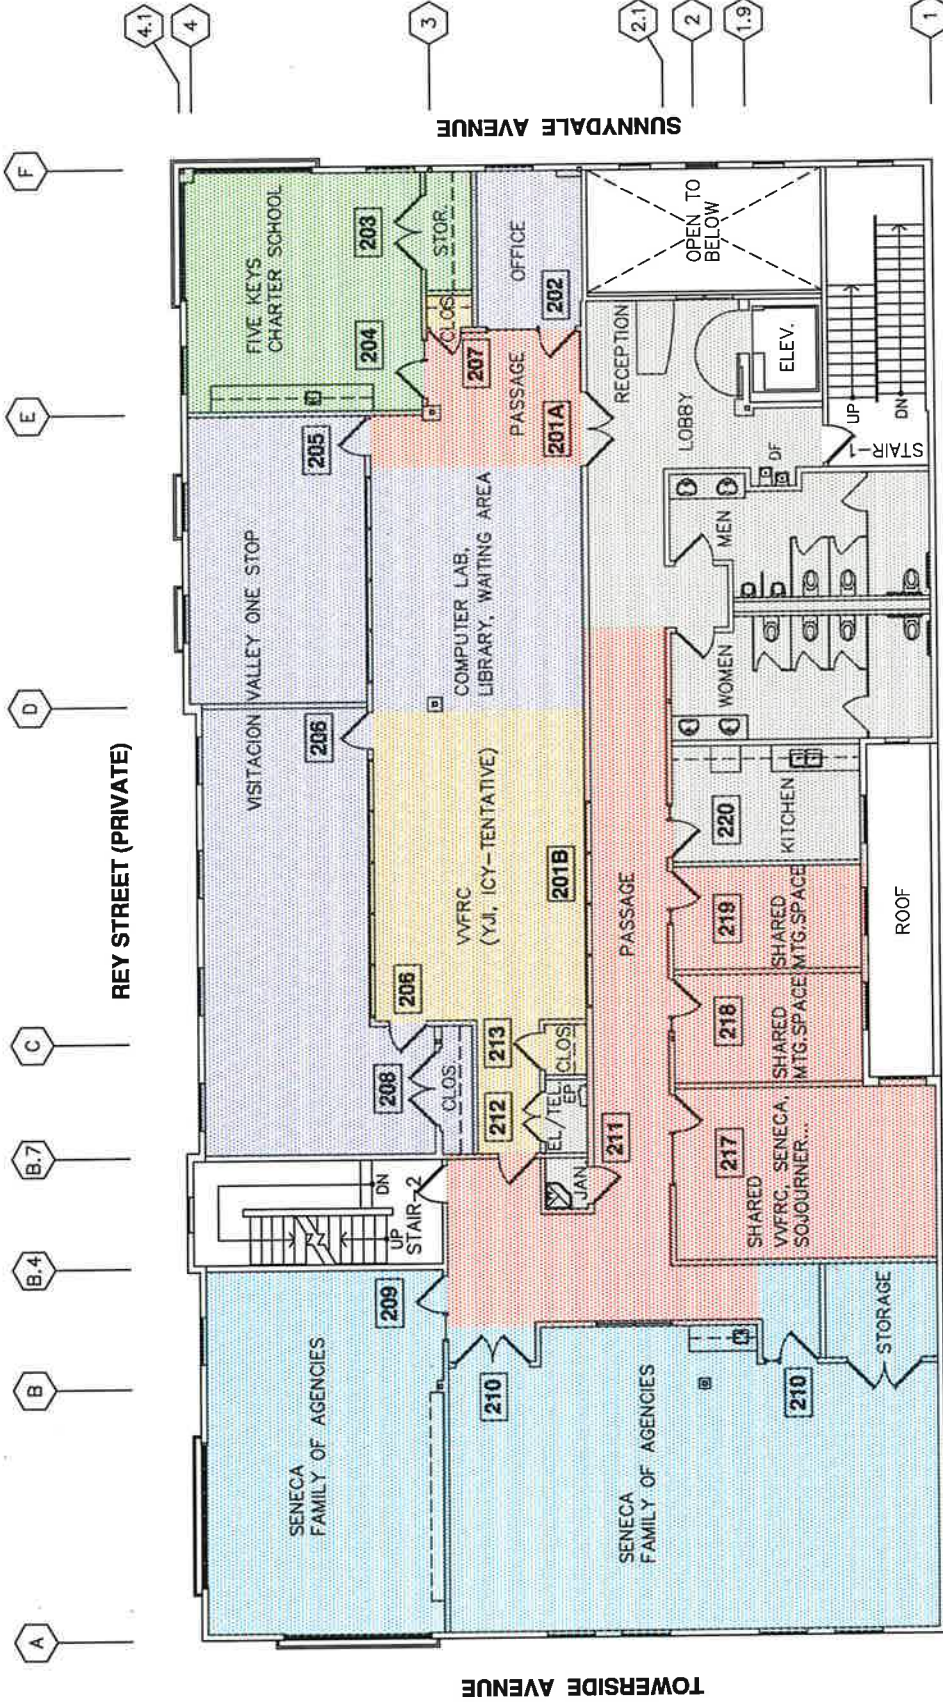 REY STREET (PRIVATE)
A
B
B.4
B.7
C
D
E
F
4.1
4
3
2.1
2
1.9
1
TOWERSIDE AVENUE
SUNNYDALE AVENUE
SENECA
FAMILY OF AGENCIES
209
UP
DN
STAIR-2
VISITACION VALLEY ONE STOP
208
CLOS.
206
206
205
FIVE KEYS
CHARTER SCHOOL
204
203
STOR.
CLOS.
207
OFFICE
202
PASSAGE
201A
COMPUTER LAB,
LIBRARY, WAITING AREA
VVFRC
(YJI, ICY-TENTATIVE)
201B
213
CLOS.
212
EL/TEL.
EP
JAN.
211
PASSAGE
SENECA
FAMILY OF AGENCIES
210
210
STORAGE
217
SHARED
VVFRC, SENECA,
SOJOURNER...
218
SHARED
MTG.SPACE
219
SHARED
MTG.SPACE
220
KITCHEN
ROOF
WOMEN
MEN
DF
LOBBY
RECEPTION
ELEV.
OPEN TO
BELOW
UP
DN
STAIR-1